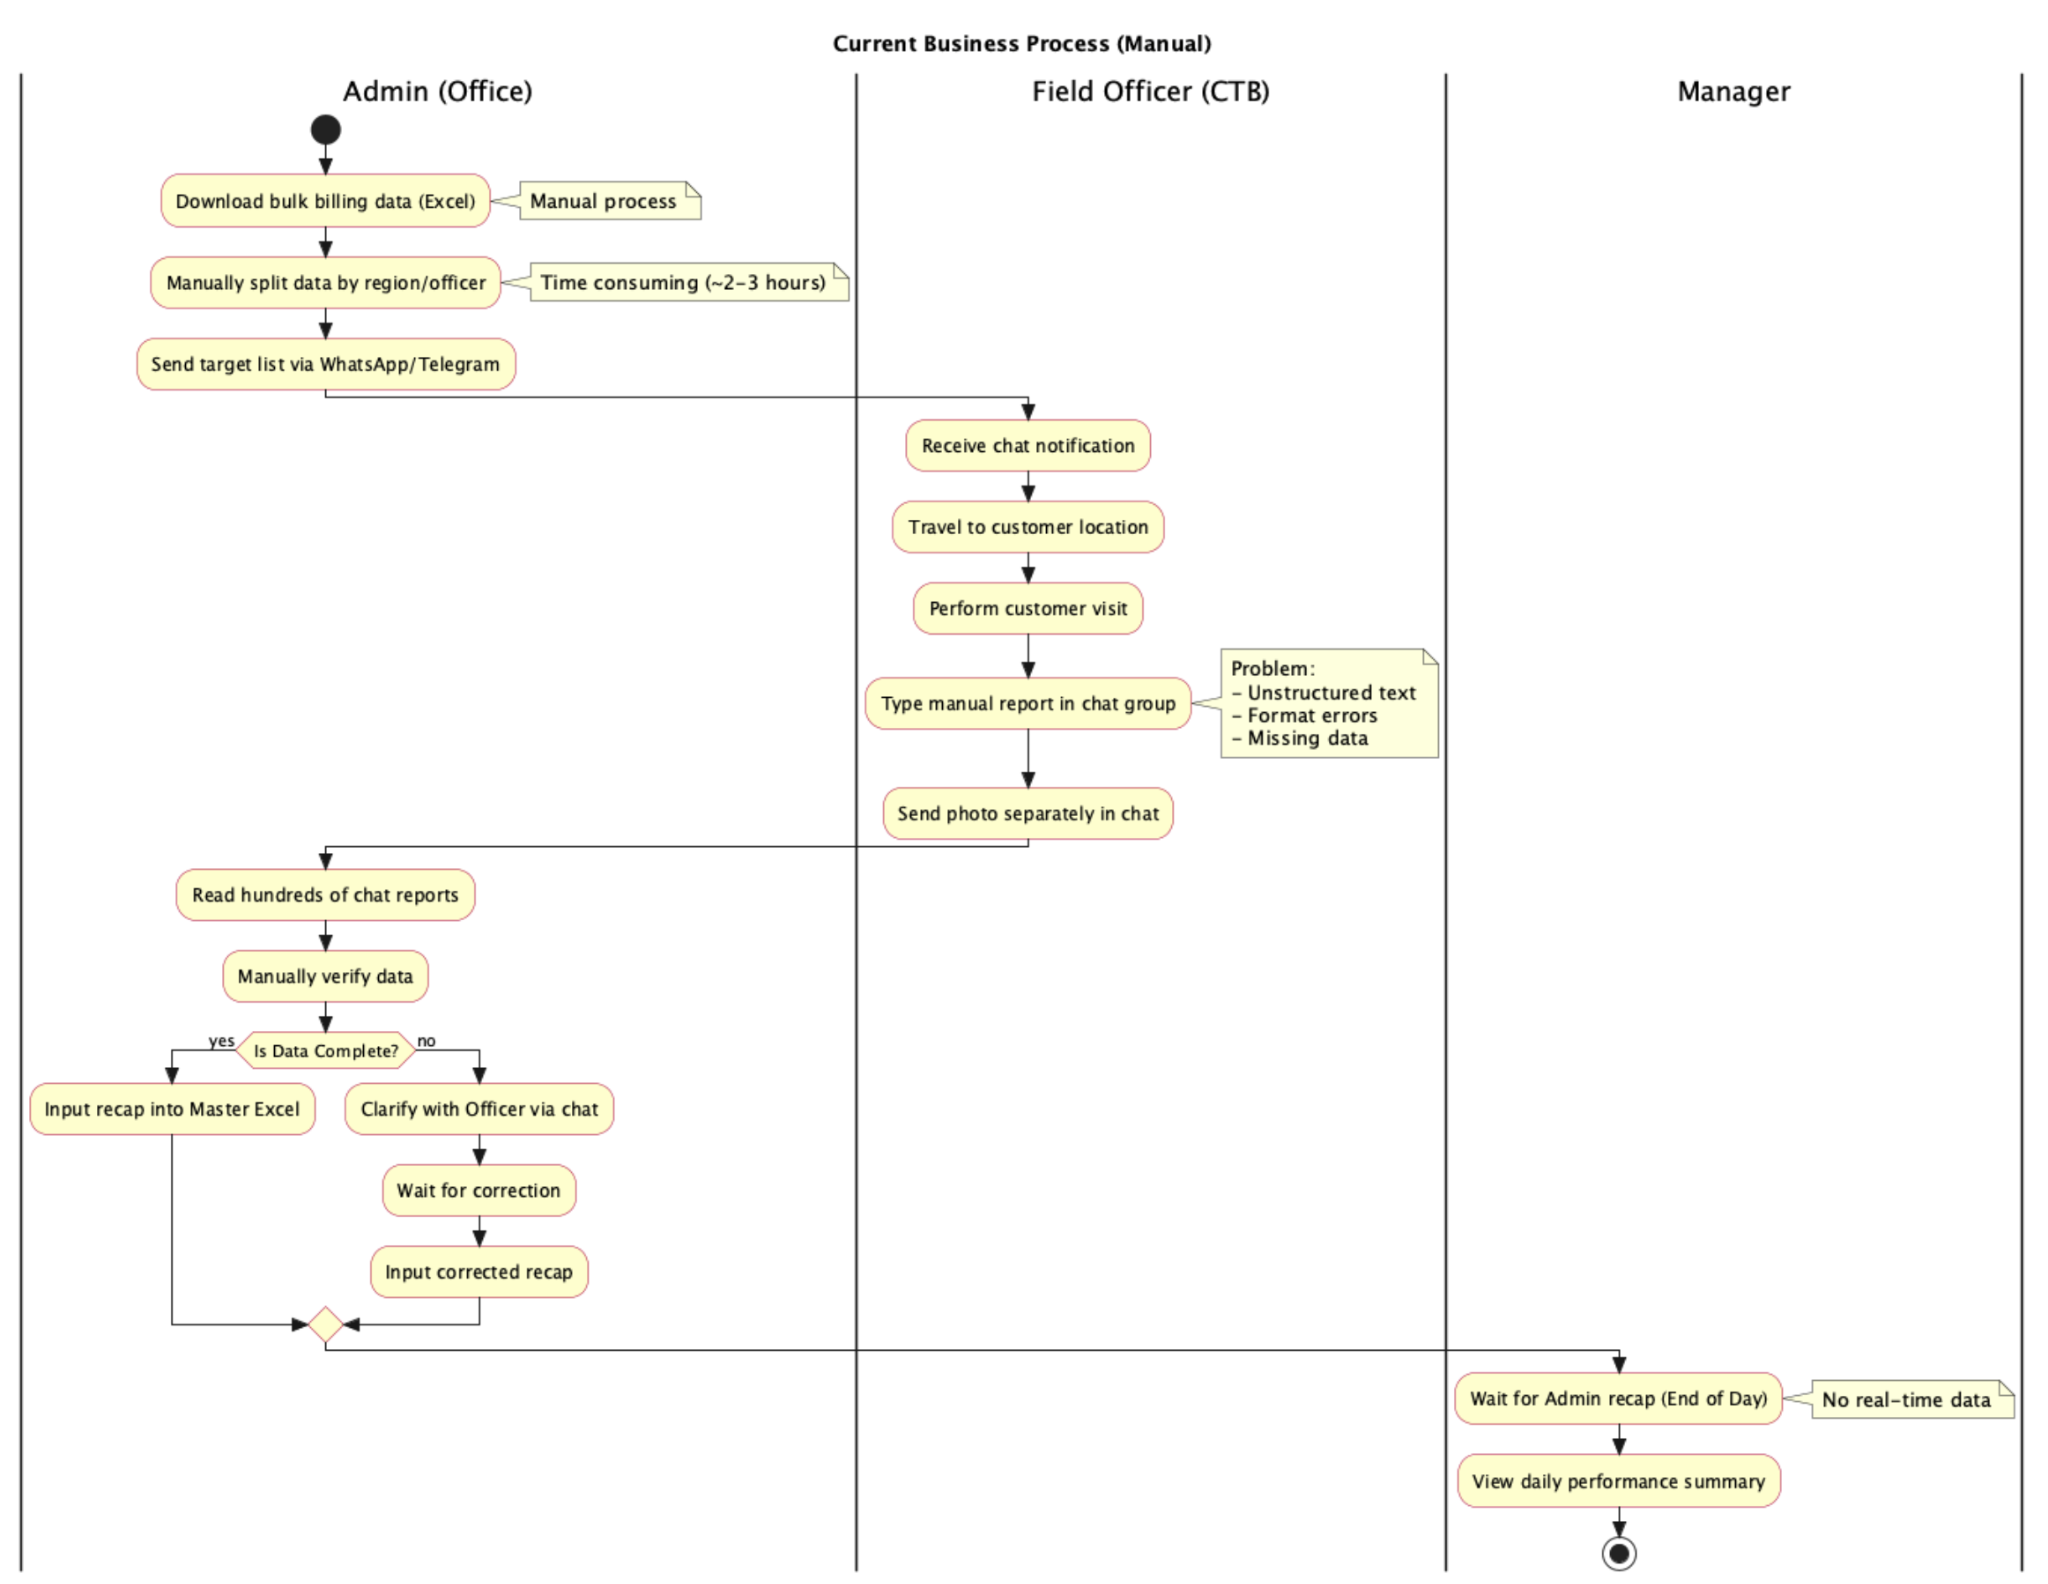 Current Business Process (Manual)
Admin (Office)
Field Officer (CTB)
Manager
Download bulk billing data (Excel)
Manual process
Manually split data by region/officer
Time consuming (~2-3 hours)
Send target list via WhatsApp/Telegram
Receive chat notification
Travel to customer location
Perform customer visit
Type manual report in chat group
Problem:
- Unstructured text
- Format errors
- Missing data
Send photo separately in chat
Read hundreds of chat reports
Manually verify data
Is Data Complete?
yes
no
Input recap into Master Excel
Clarify with Officer via chat
Wait for correction
Input corrected recap
Wait for Admin recap (End of Day)
No real-time data
View daily performance summary